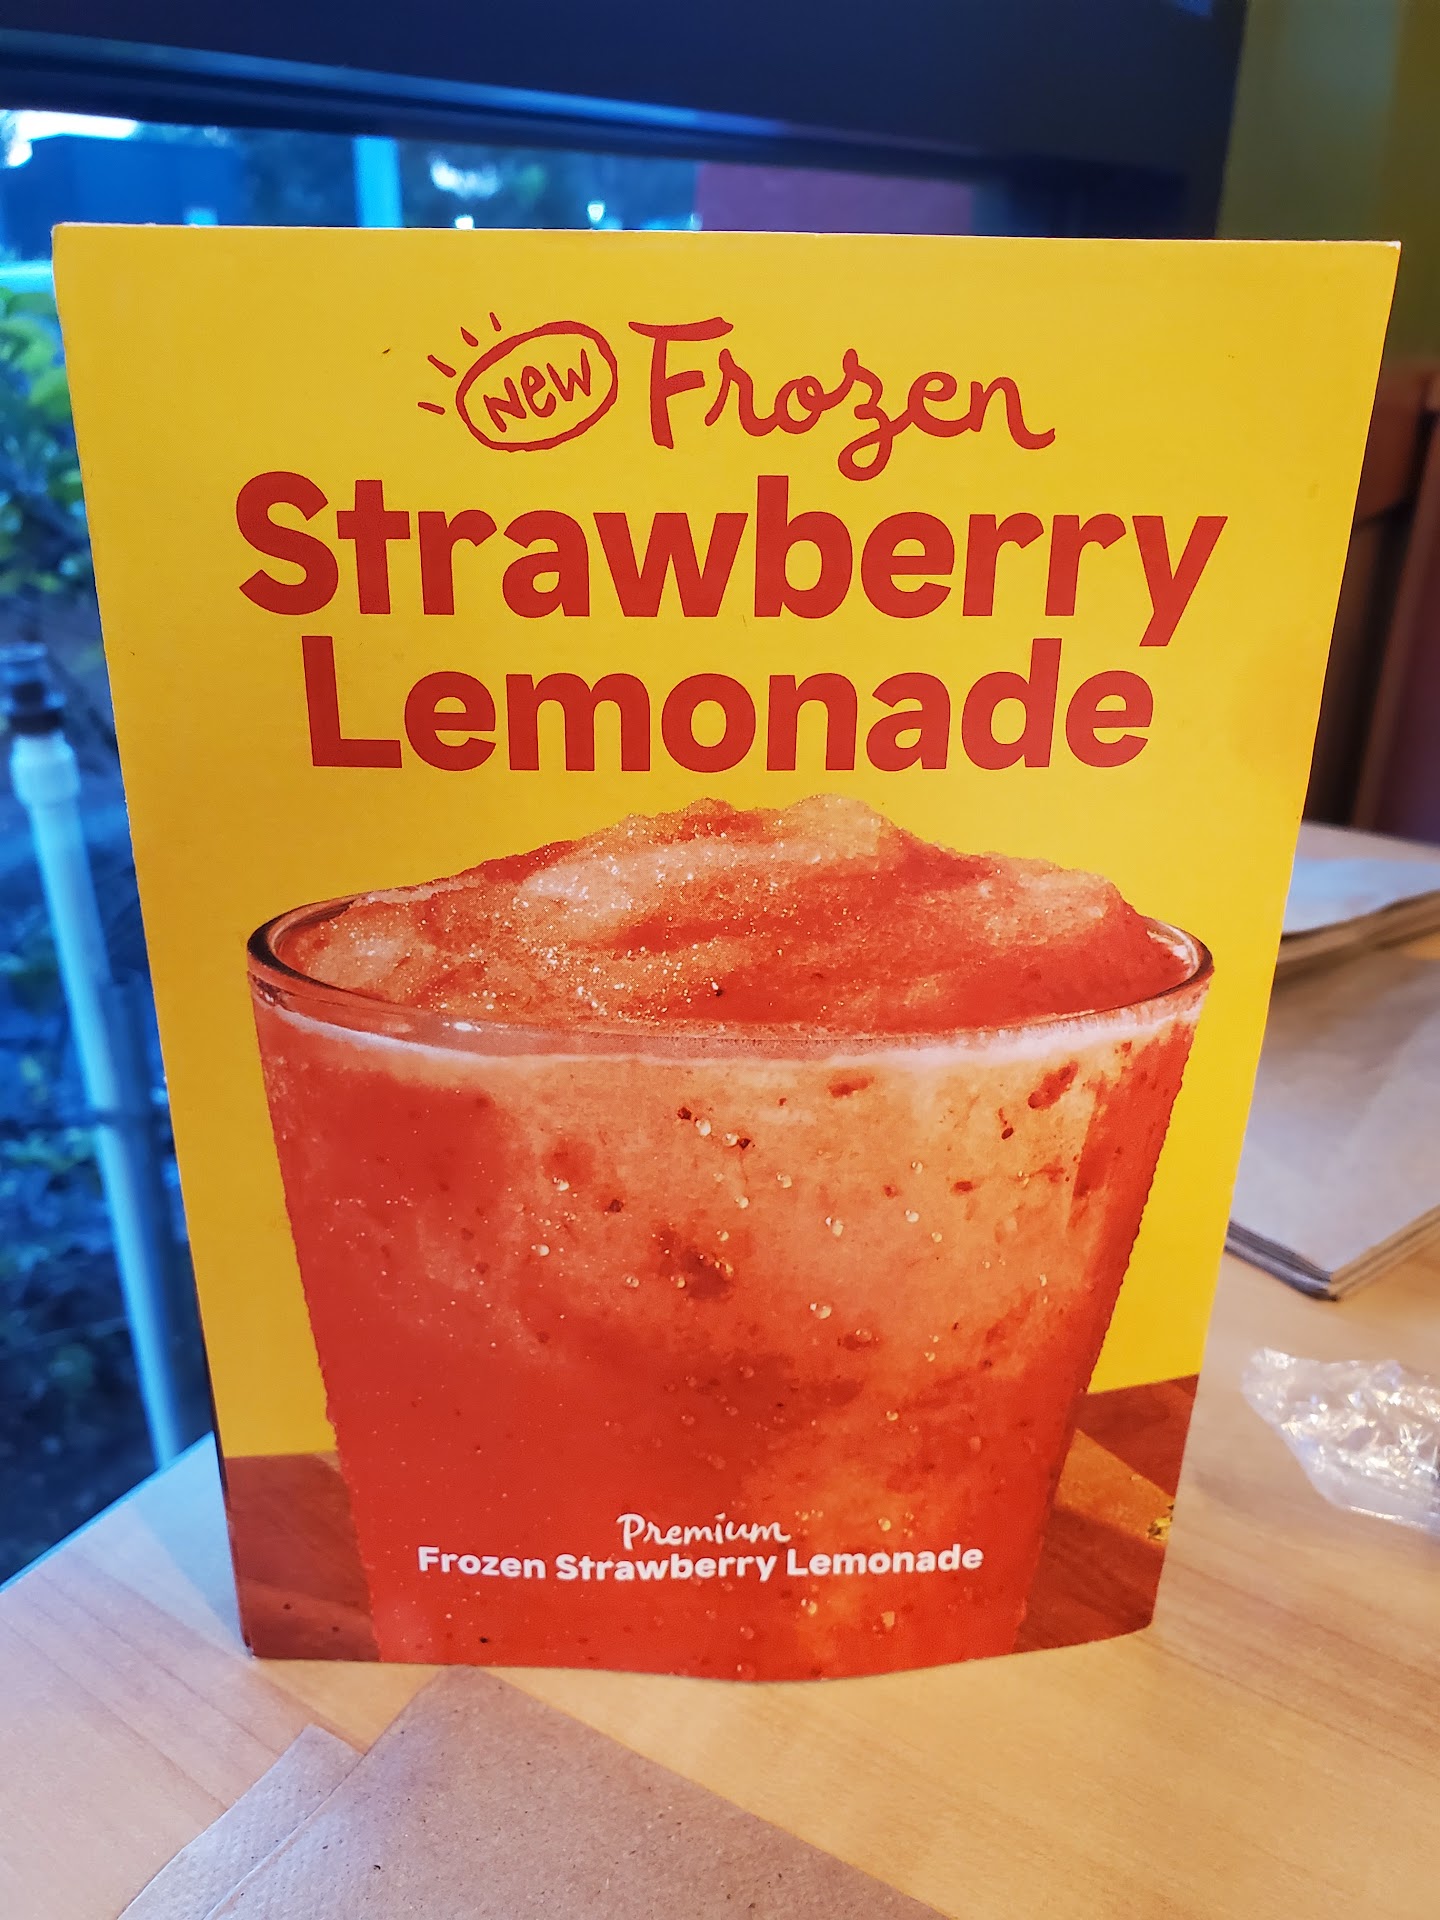 New Frozen
Strawberry
Lemonade
Premium
Frozen Strawberry Lemonade